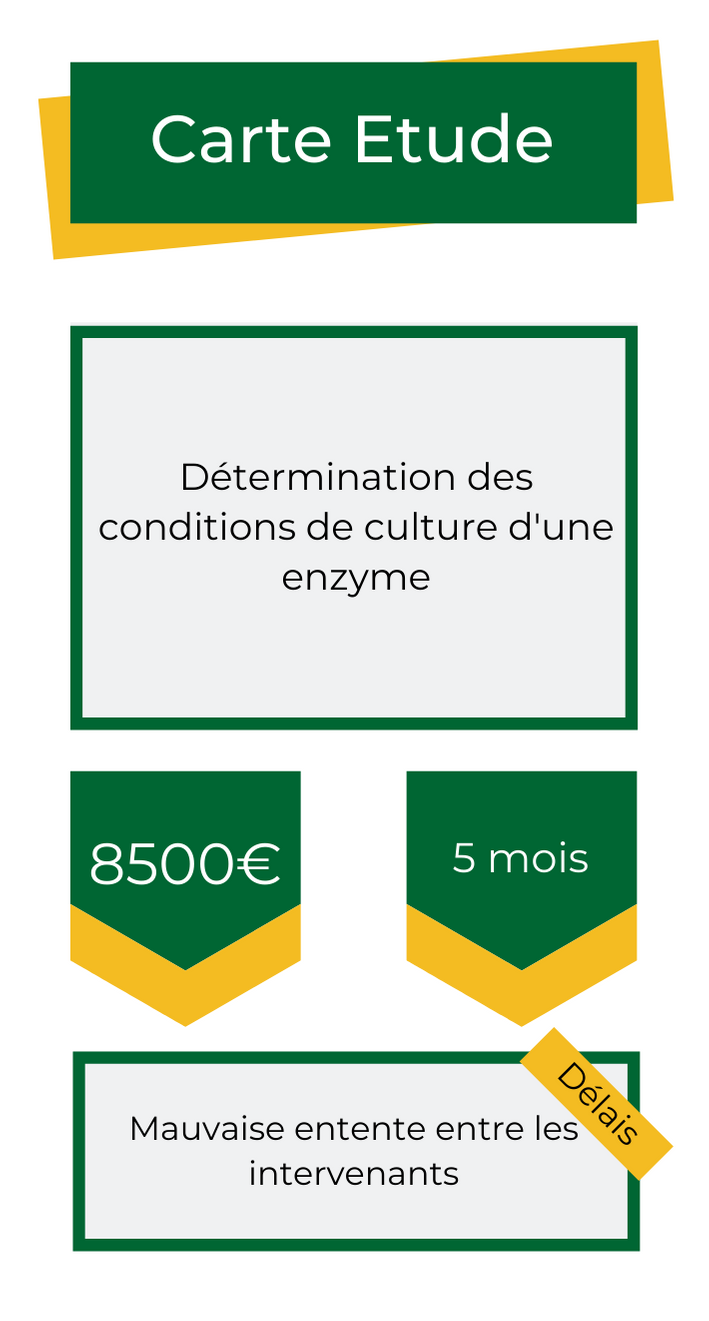 Carte Etude
Détermination des
conditions de culture d'une
enzyme
8500€
5 mois
Délais
Mauvaise entente entre les
intervenants